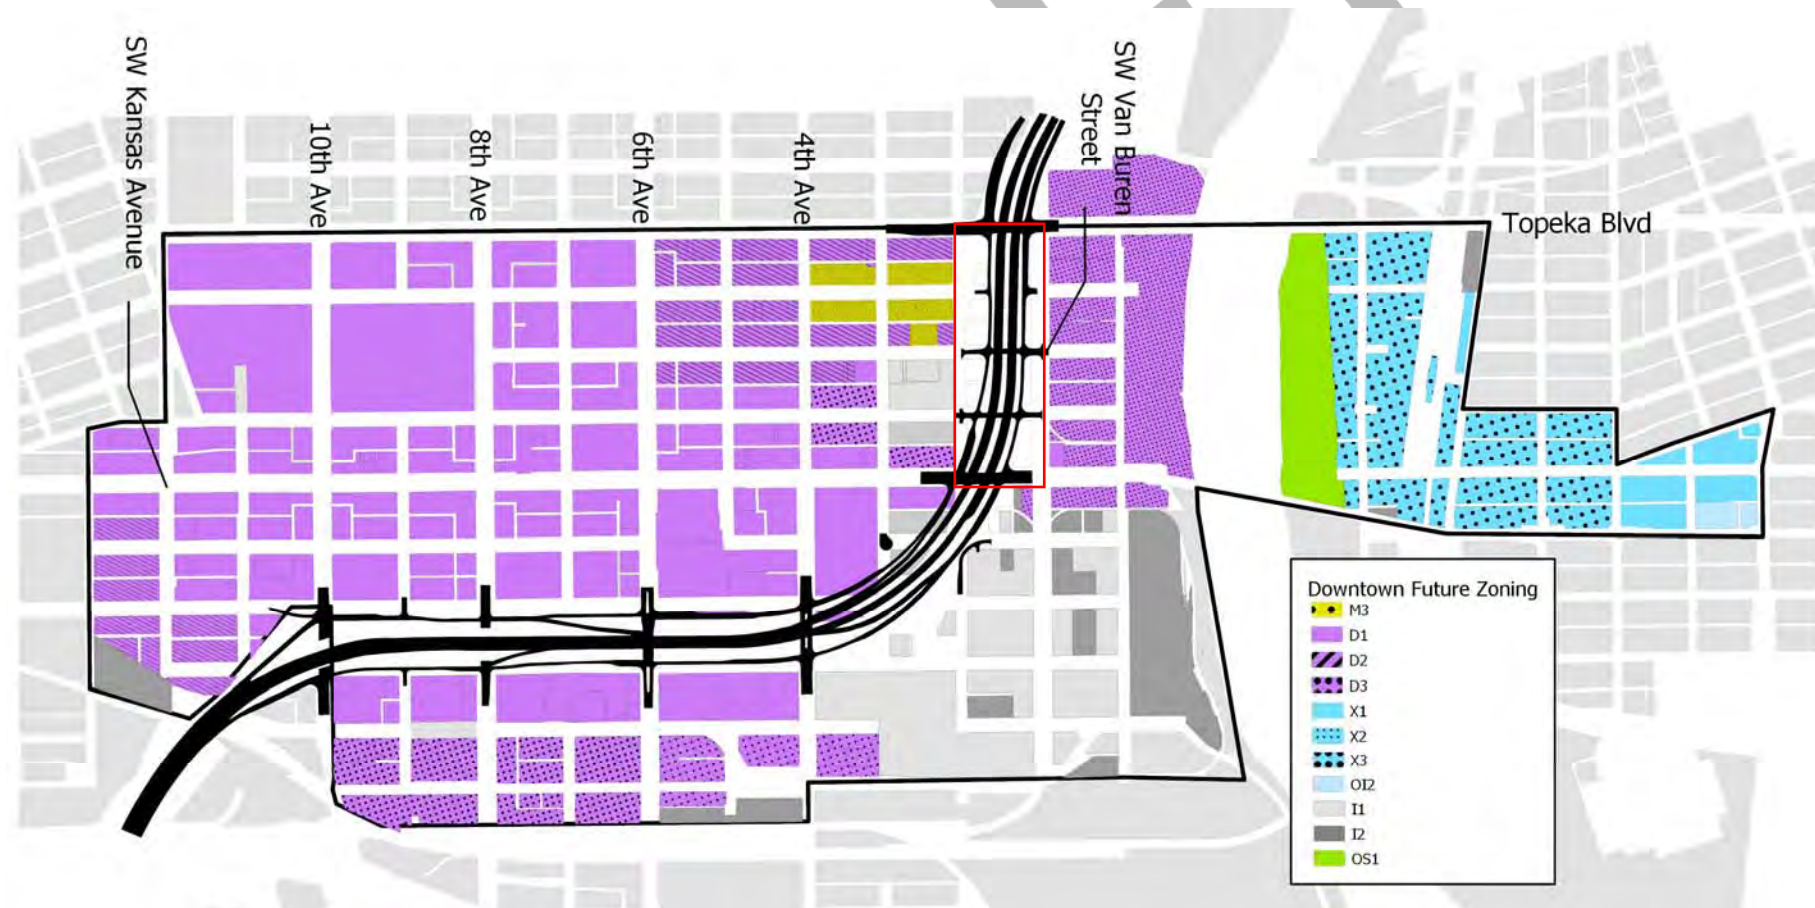 SW Kansas Avenue
10th Ave
8th Ave
6th Ave
4th Ave
SW Van Buren
Street
Topeka Blvd
Downtown Future Zoning
M3
D1
D2
D3
X1
X2
X3
OI2
I1
I2
OS1